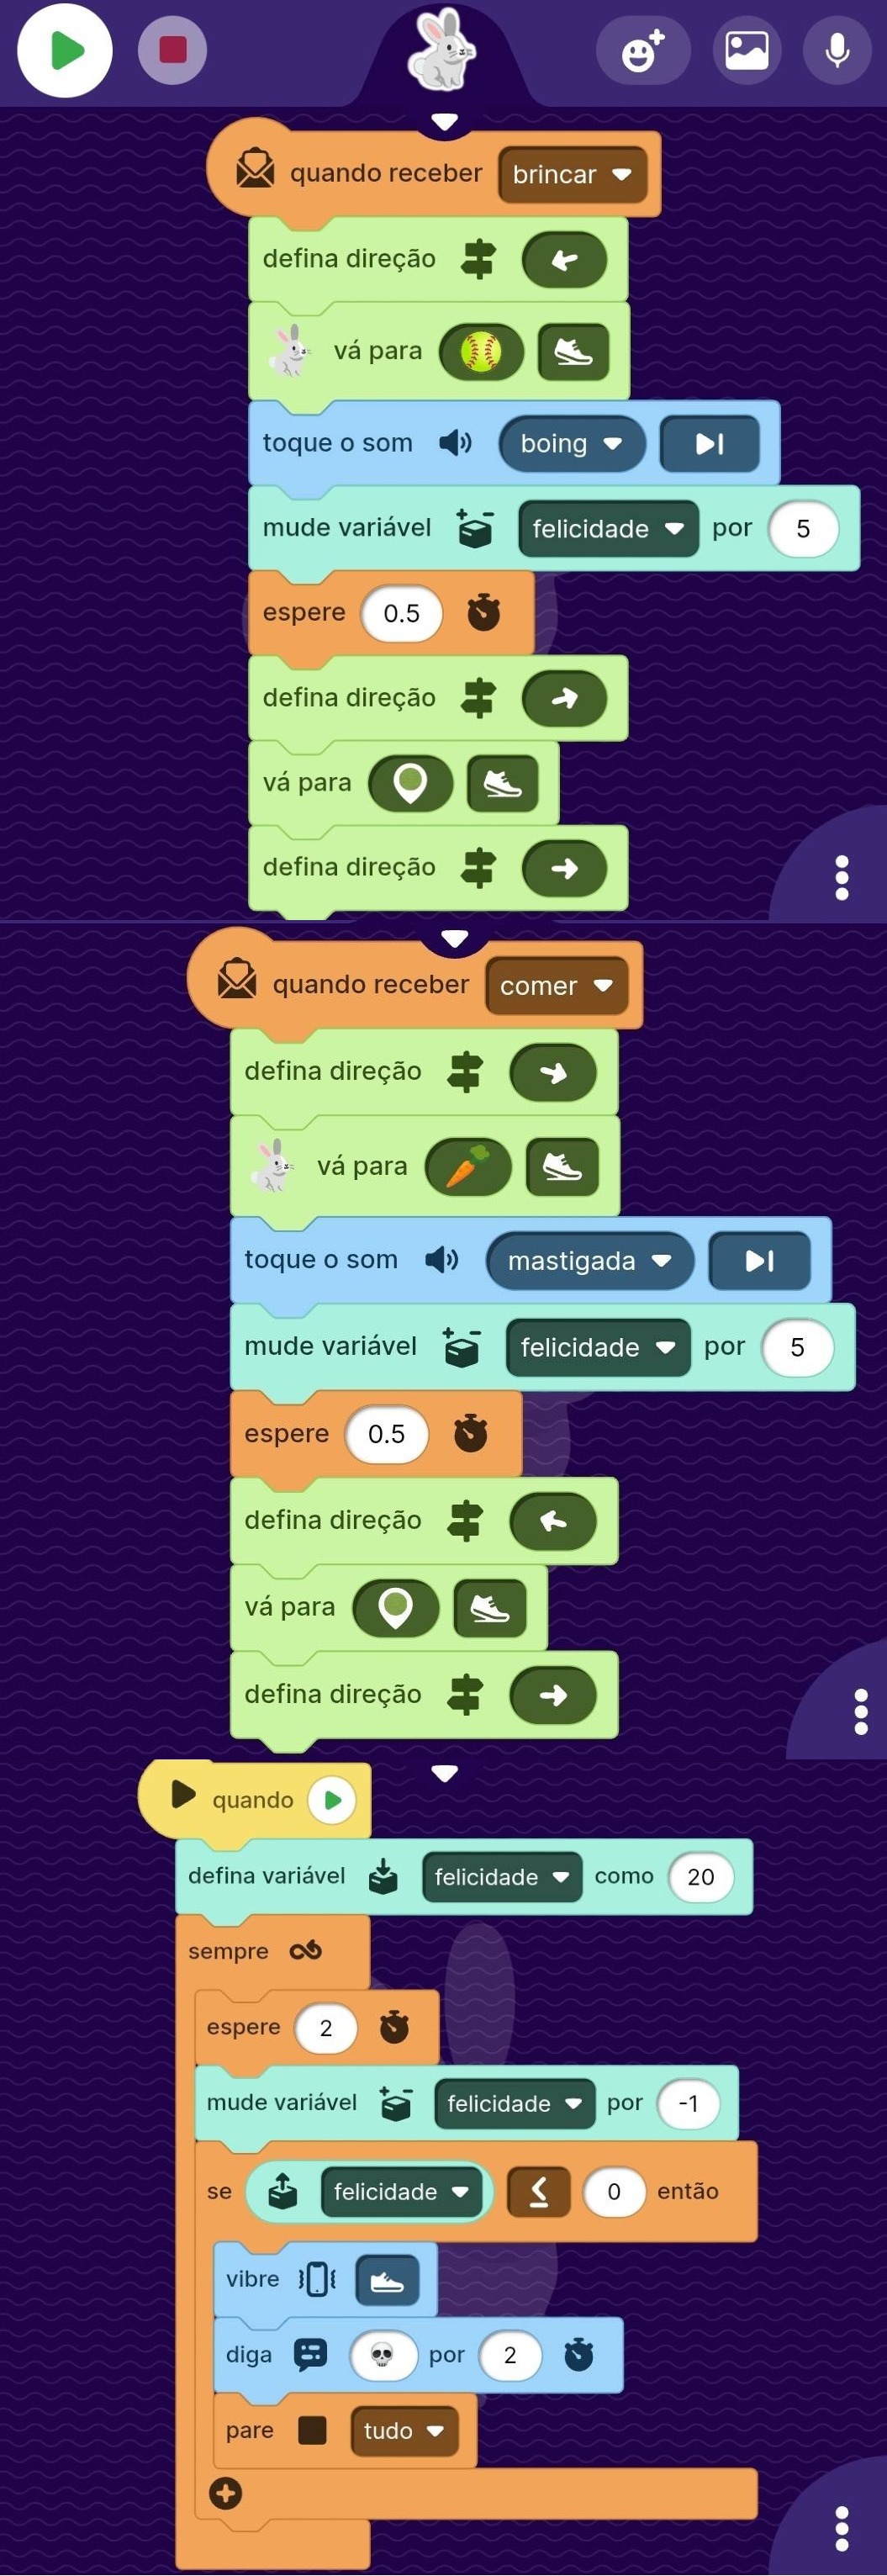 quando receber brincar
defina direção
vá para
toque o som boing
mude variável felicidade por 5
espere 0.5
defina direção
vá para
defina direção
quando receber comer
defina direção
vá para
toque o som mastigada
mude variável felicidade por 5
espere 0.5
defina direção
vá para
defina direção
quando
defina variável felicidade como 20
sempre
espere 2
mude variável felicidade por -1
se felicidade ≤ 0 então
vibre
diga 💀 por 2
pare tudo